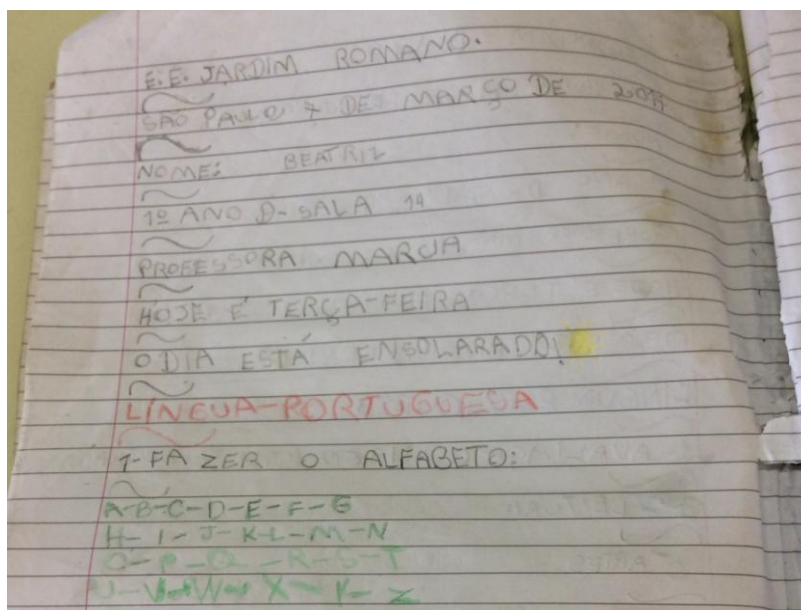 E.E. JARDIM ROMANO.
SÃO PAULO 7 DE MARÇO DE 2017
NOME: BEATRIZ
1º ANO D-SALA 14
PROFESSORA MARCIA
HOJE É TERÇA-FEIRA
O DIA ESTÁ ENSOLARADO!
LÍNGUA-PORTUGUESA
1-FAZER O ALFABETO:
A-B-C-D-E-F-G
H-I-J-K-L-M-N
O-P-Q-R-S-T
U-V-W-X-Y-Z